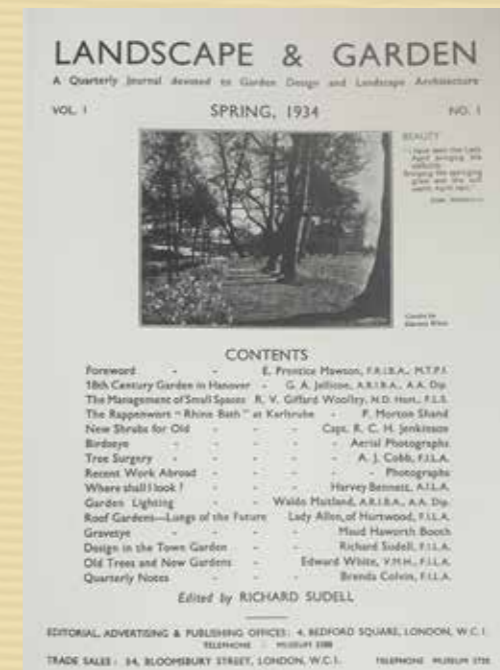 LANDSCAPE & GARDEN
A Quarterly Journal devoted to Garden Design and Landscape Architecture
VOL. 1 SPRING, 1934 NO. 1
BEAUTY
CONTENTS
Foreword - - E. Prentice Mawson, F.R.I.B.A., M.T.P.I.
18th Century Garden in Hanover - G. A. Jellicoe, A.R.I.B.A., A.A. Dip.
The Management of Small Spaces R. V. Giffard Woolley, N.D. Hort., F.L.S.
The Rappenwort "Rhine Bath" at Karlsruhe - P. Morton Shand
New Shrubs for Old - - - Capt. R. C. H. Jenkinson
Birdseye - - - - Aerial Photographs
Tree Surgery - - - - A. J. Cobb, F.I.L.A.
Recent Work Abroad - - - - Photographs
Where shall I look ? - - - Harvey Bennett, A.I.L.A.
Garden Lighting - - - Waldo Maitland, A.R.I.B.A., A.A. Dip.
Roof Gardens—Lungs of the Future Lady Allen, of Hurtwood, F.I.L.A.
Gravetye - - - - Maud Haworth Booth
Design in the Town Garden - - Richard Sudell, F.I.L.A.
Old Trees and New Gardens - - Edward White, V.M.H., F.I.L.A.
Quarterly Notes - - - Brenda Colvin, F.I.L.A.
Edited by RICHARD SUDELL
EDITORIAL, ADVERTISING & PUBLISHING OFFICES: 4, BEDFORD SQUARE, LONDON, W.C.1.
TELEPHONE : MUSEUM
TRADE SALES : 34, BLOOMSBURY STREET, LONDON, W.C.1. TELEPHONE MUSEUM